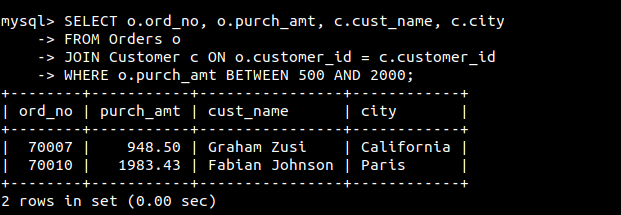 mysql> SELECT o.ord_no, o.purch_amt, c.cust_name, c.city
    -> FROM Orders o
    -> JOIN Customer c ON o.customer_id = c.customer_id
    -> WHERE o.purch_amt BETWEEN 500 AND 2000;
+--------+-----------+----------------+------------+
| ord_no | purch_amt | cust_name      | city       |
+--------+-----------+----------------+------------+
|  70007 |    948.50 | Graham Zusi    | California |
|  70010 |   1983.43 | Fabian Johnson | Paris      |
+--------+-----------+----------------+------------+
2 rows in set (0.00 sec)